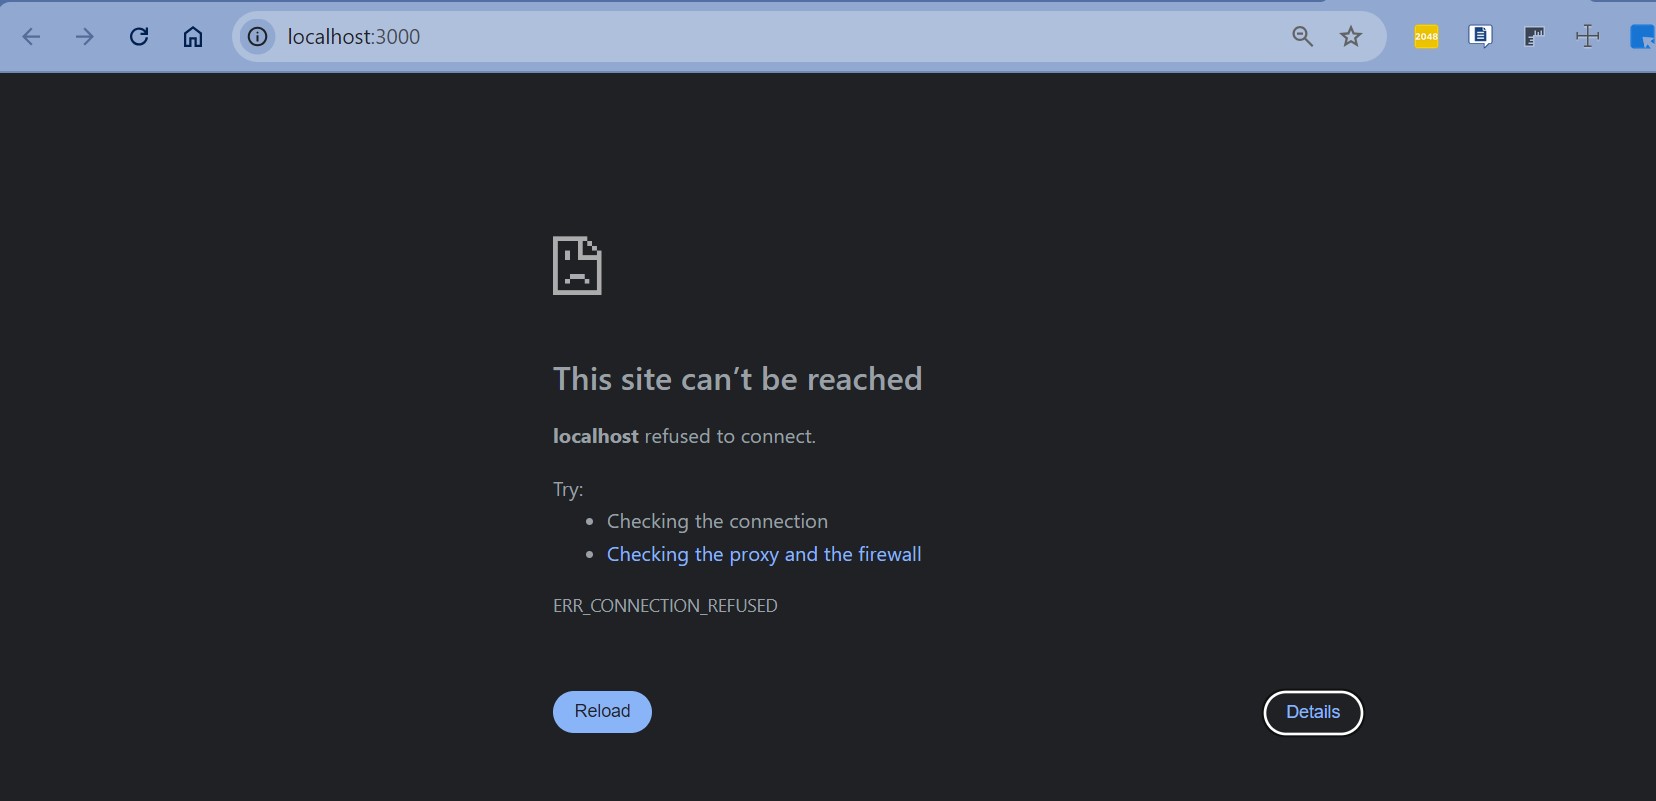 localhost:3000
2048
This site can’t be reached
localhost refused to connect.
Try:
• Checking the connection
• Checking the proxy and the firewall
ERR_CONNECTION_REFUSED
Reload
Details